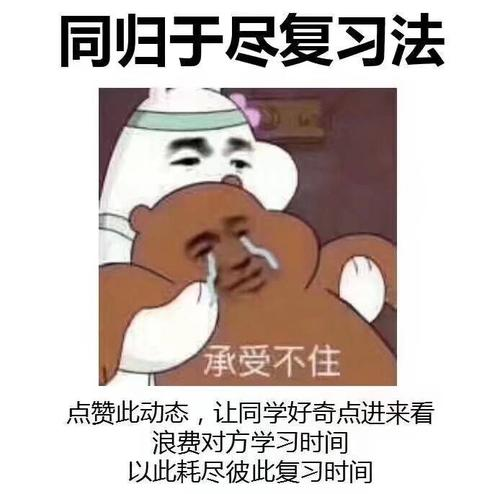 同归于尽复习法
承受不住
点赞此动态，让同学好奇点进来看
浪费对方学习时间
以此耗尽彼此复习时间